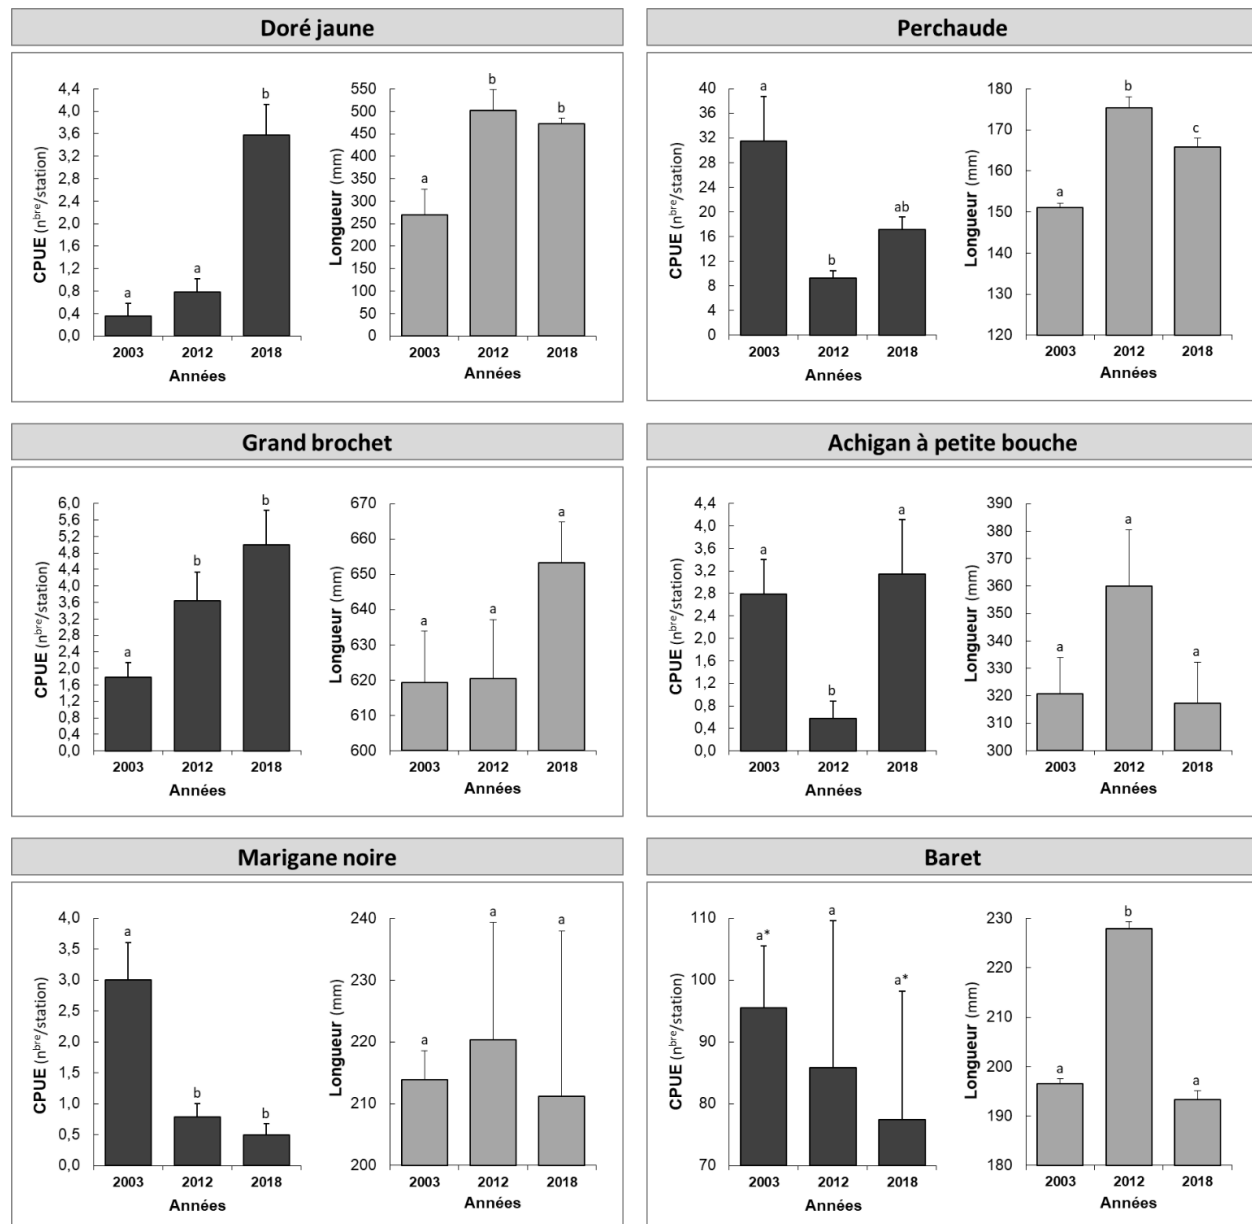 Doré jaune
CPUE (nbre/station)
4,4
4,0
3,6
3,2
2,8
2,4
2,0
1,6
1,2
0,8
0,4
0,0
a
a
b
2003 2012 2018
Années
Longueur (mm)
550
500
450
400
350
300
250
200
150
100
50
0
a
b
b
2003 2012 2018
Années
Perchaude
CPUE (nbre/station)
40
36
32
28
24
20
16
12
8
4
0
a
b
ab
2003 2012 2018
Années
Longueur (mm)
180
170
160
150
140
130
120
a
b
c
2003 2012 2018
Années
Grand brochet
CPUE (nbre/station)
6,0
5,6
5,2
4,8
4,4
4,0
3,6
3,2
2,8
2,4
2,0
1,6
1,2
0,8
0,4
0,0
a
b
b
2003 2012 2018
Années
Longueur (mm)
670
660
650
640
630
620
610
600
a
a
a
2003 2012 2018
Années
Achigan à petite bouche
CPUE (nbre/station)
4,4
4,0
3,6
3,2
2,8
2,4
2,0
1,6
1,2
0,8
0,4
0,0
a
b
a
2003 2012 2018
Années
Longueur (mm)
390
380
370
360
350
340
330
320
310
300
a
a
a
2003 2012 2018
Années
Marigane noire
CPUE (nbre/station)
4,0
3,5
3,0
2,5
2,0
1,5
1,0
0,5
0,0
a
b
b
2003 2012 2018
Années
Longueur (mm)
240
230
220
210
200
a
a
a
2003 2012 2018
Années
Baret
CPUE (nbre/station)
110
100
90
80
70
a*
a
a*
2003 2012 2018
Années
Longueur (mm)
230
220
210
200
190
180
a
b
a
2003 2012 2018
Années